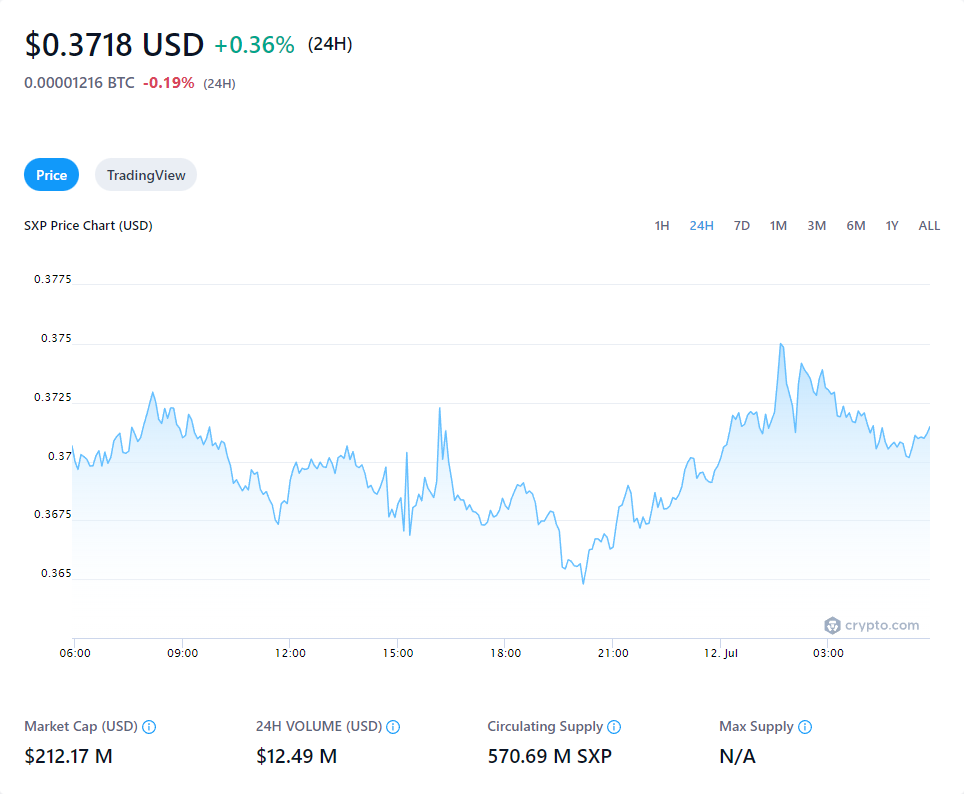 $0.3718 USD +0.36% (24H)
0.00001216 BTC -0.19% (24H)
Price TradingView
SXP Price Chart (USD) 1H 24H 7D 1M 3M 6M 1Y ALL
0.3775
0.375
0.3725
0.37
0.3675
0.365
crypto.com
06:00 09:00 12:00 15:00 18:00 21:00 12. Jul 03:00
Market Cap (USD) 24H VOLUME (USD) Circulating Supply Max Supply
$212.17 M $12.49 M 570.69 M SXP N/A